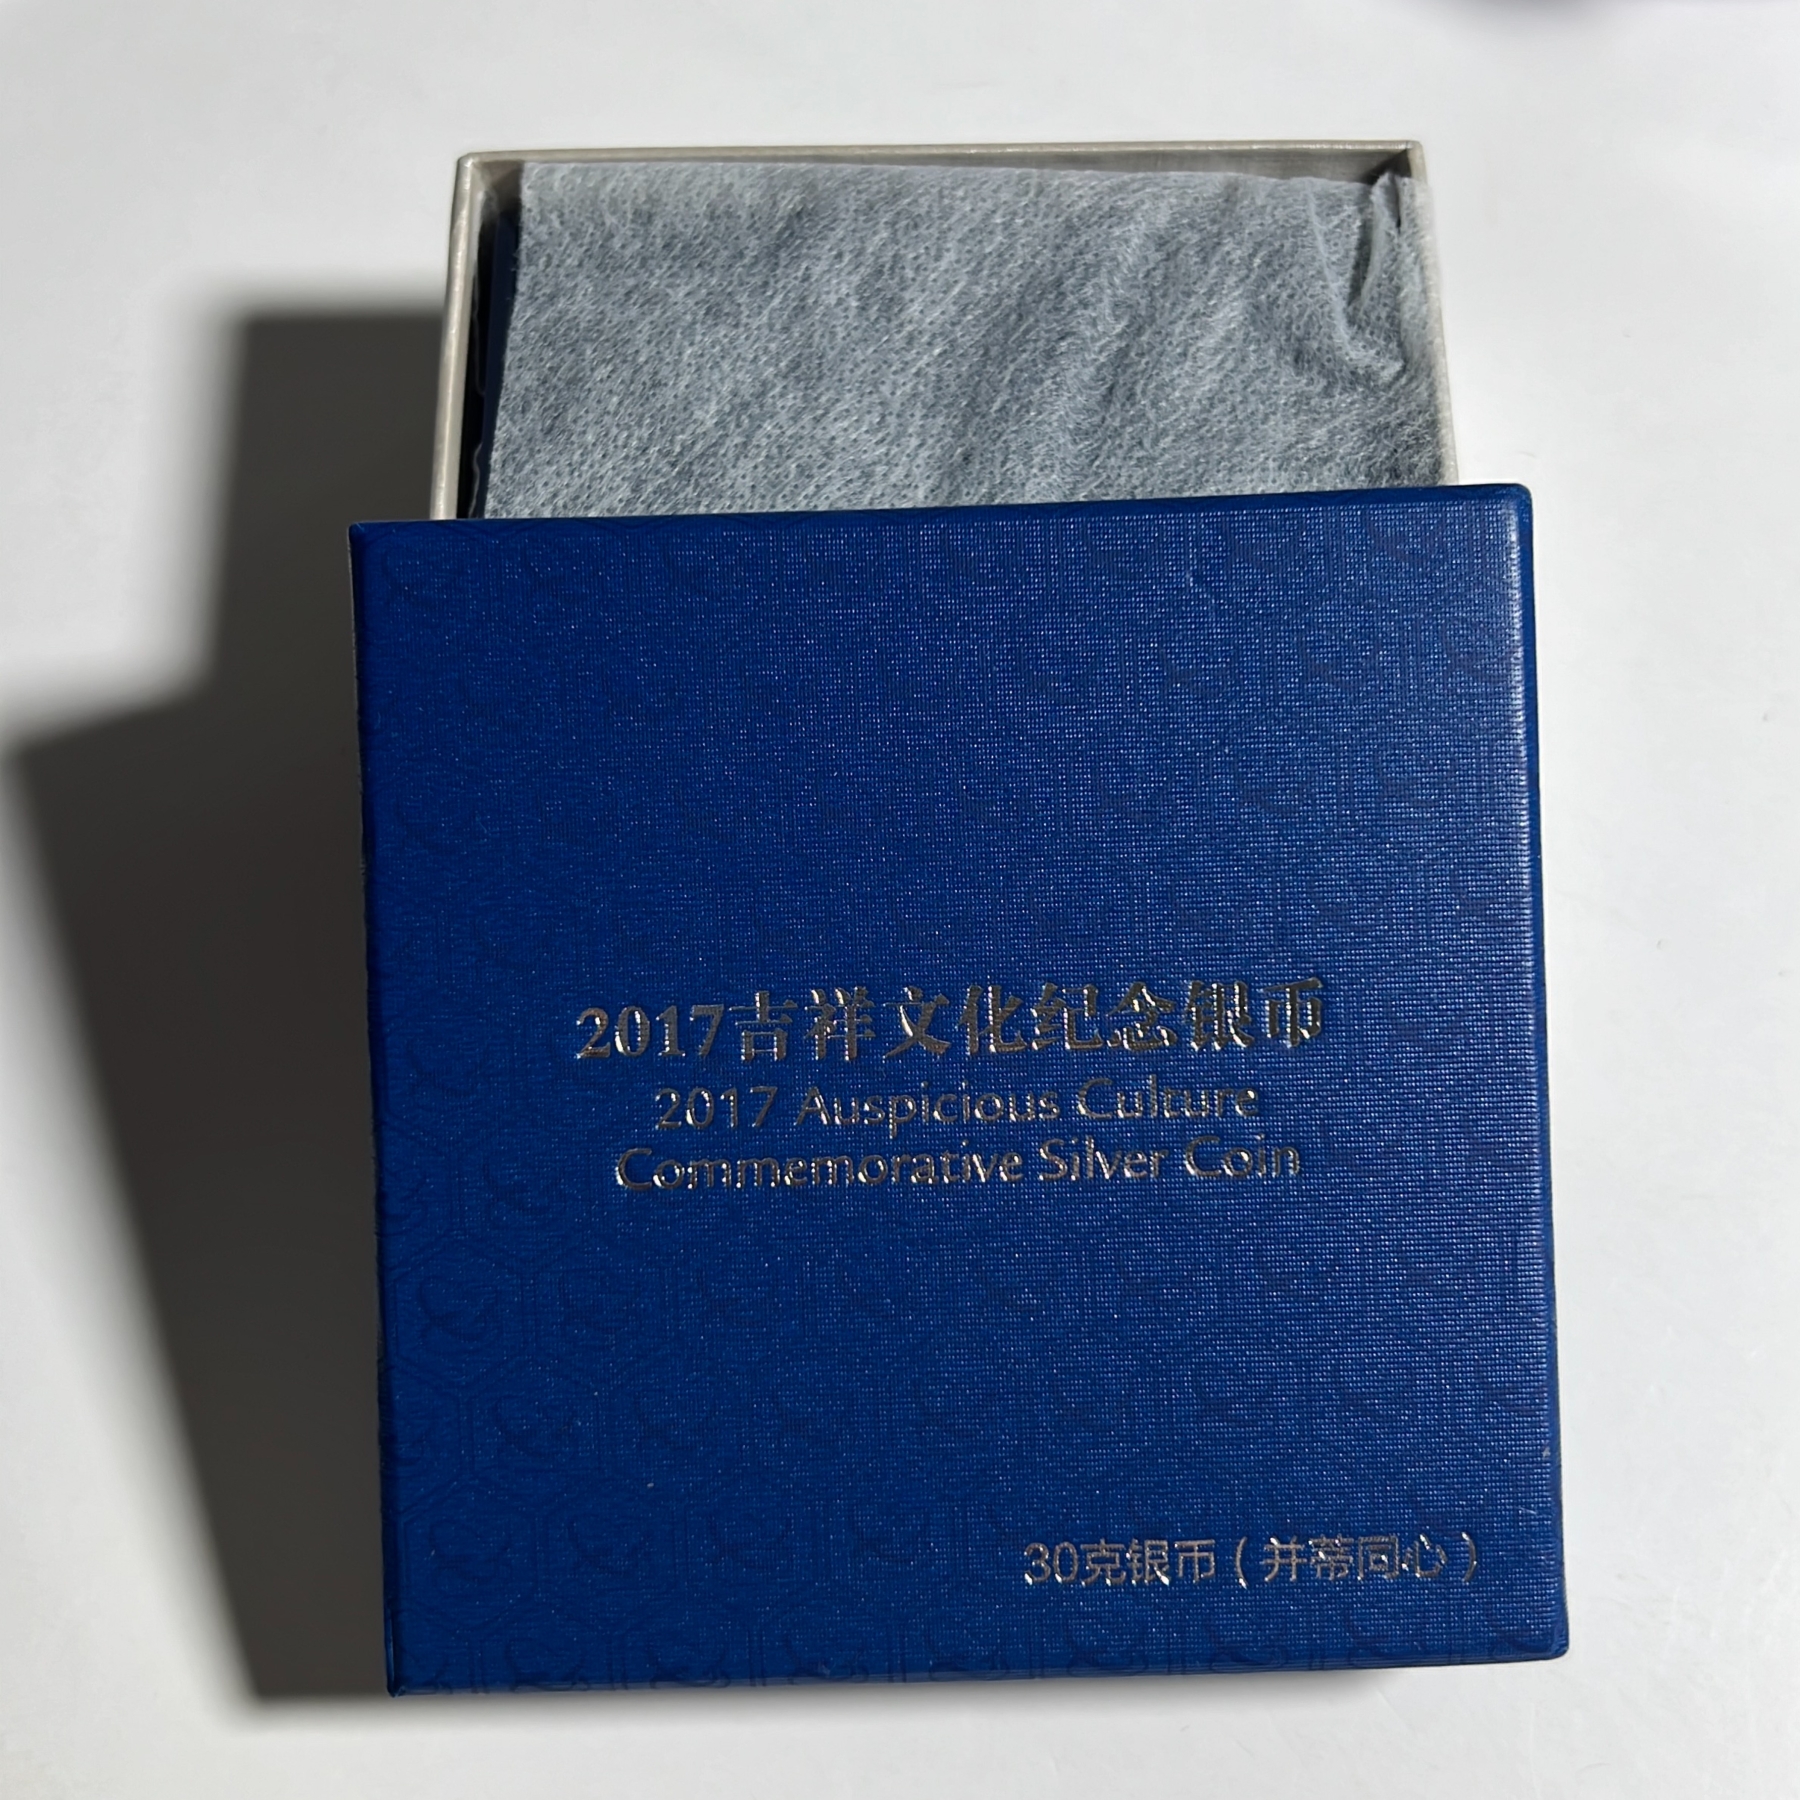 2017吉祥文化纪念银币
2017 Auspicious Culture
Commemorative Silver Coin
30克银币(并蒂同心)